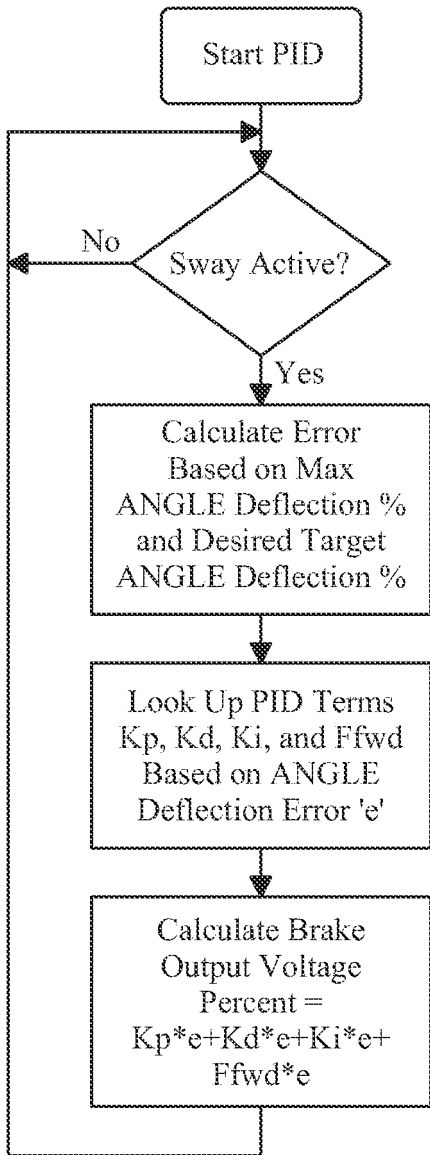 Start PID
No
Sway Active?
Yes
Calculate Error
Based on Max
ANGLE Deflection %
and Desired Target
ANGLE Deflection %
Look Up PID Terms
Kp, Kd, Ki, and Ffwd
Based on ANGLE
Deflection Error 'e'
Calculate Brake
Output Voltage
Percent =
Kp*e+Kd*e+Ki*e+
Ffwd*e